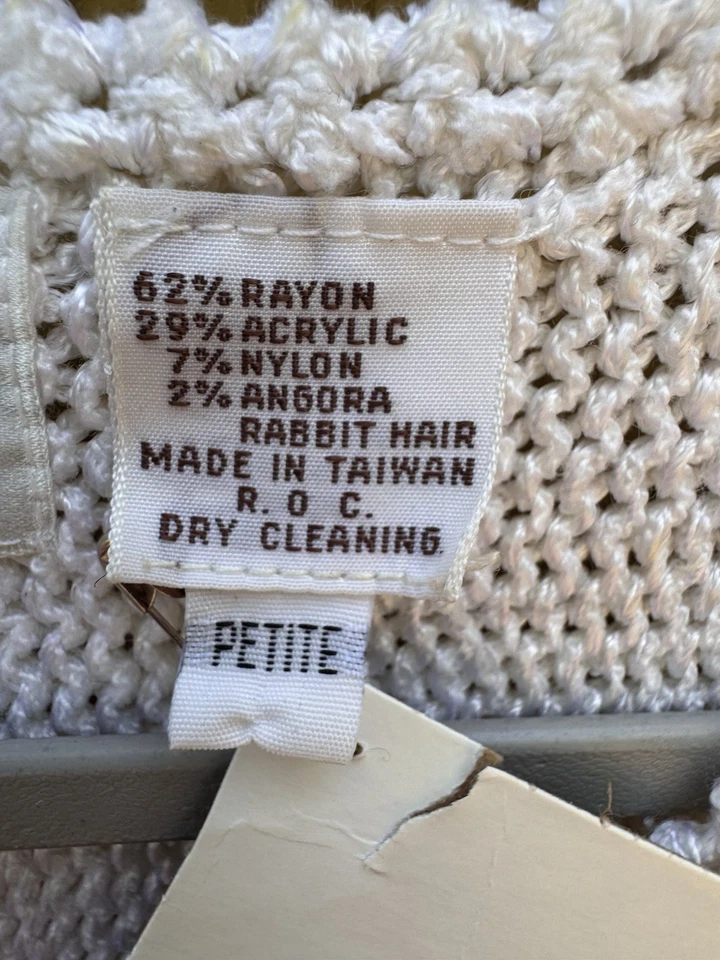 62% RAYON
29% ACRYLIC
7% NYLON
2% ANGORA
RABBIT HAIR
MADE IN TAIWAN
R. O C.
DRY CLEANING.
PETITE